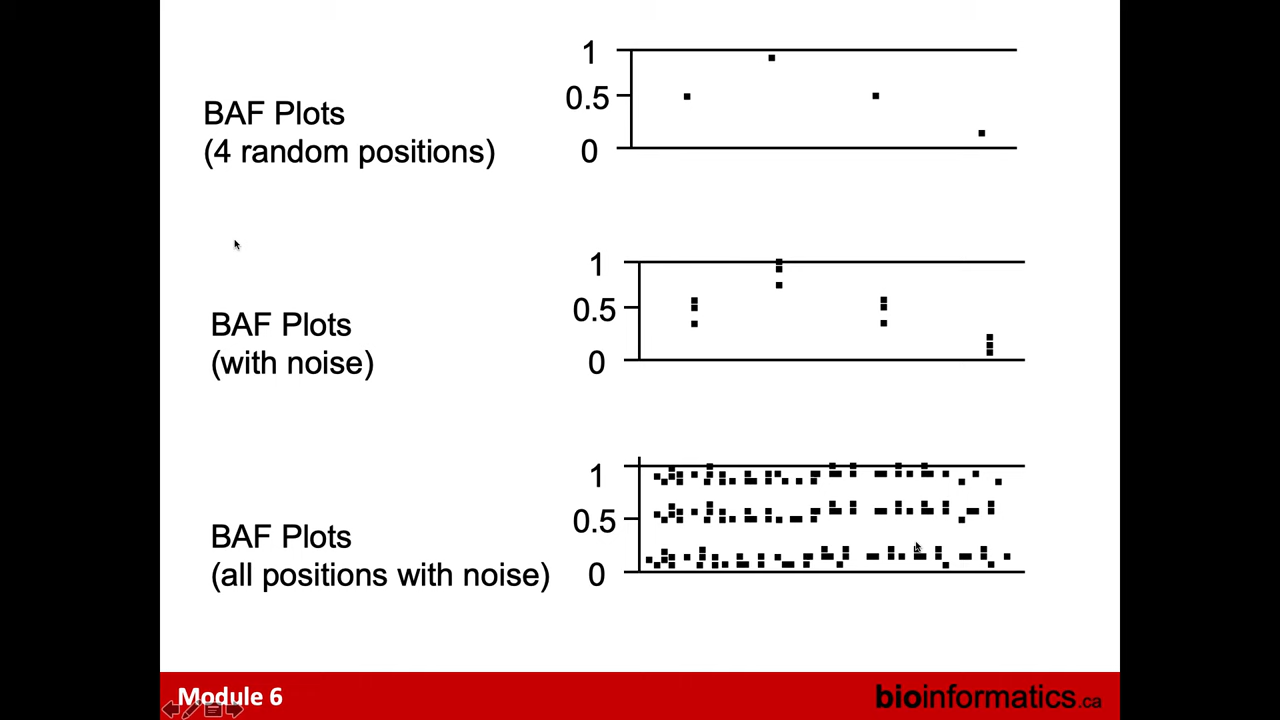 BAF Plots
(4 random positions)
1
0.5
0
BAF Plots
(with noise)
1
0.5
0
BAF Plots
(all positions with noise)
1
0.5
0
Module 6
bioinformatics.ca